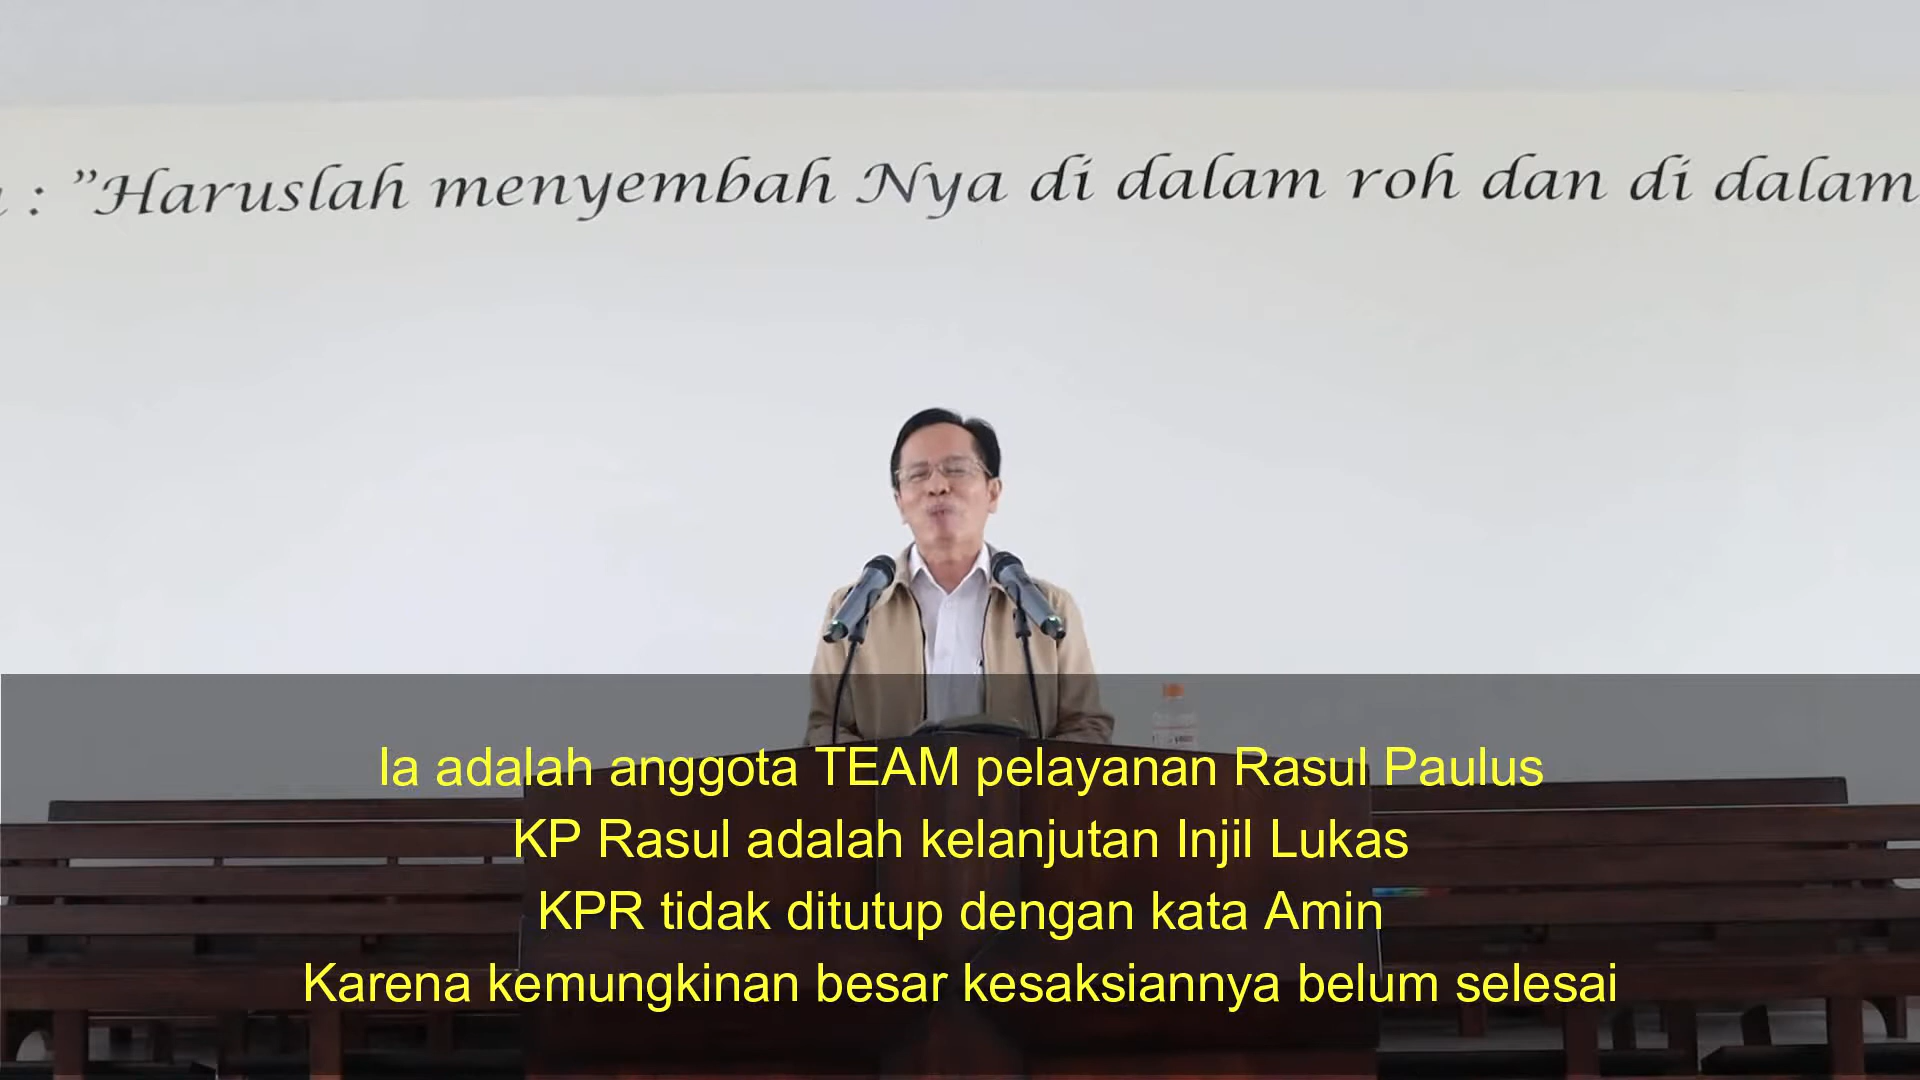 : "Haruslah menyembah Nya di dalam roh dan di dalam
Ia adalah anggota TEAM pelayanan Rasul Paulus
KP Rasul adalah kelanjutan Injil Lukas
KPR tidak ditutup dengan kata Amin
Karena kemungkinan besar kesaksiannya belum selesai